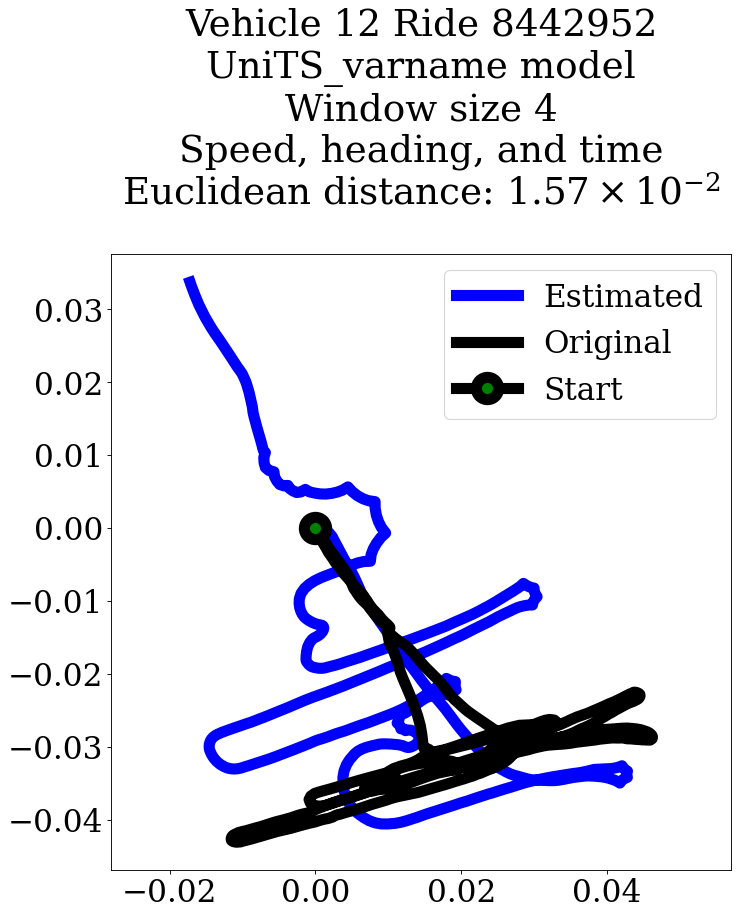 Vehicle 12 Ride 8442952
UniTS_varname model
Window size 4
Speed, heading, and time
Euclidean distance: 1.57 × 10⁻²
Estimated
Original
Start
0.03
0.02
0.01
0.00
−0.01
−0.02
−0.03
−0.04
−0.02 0.00 0.02 0.04